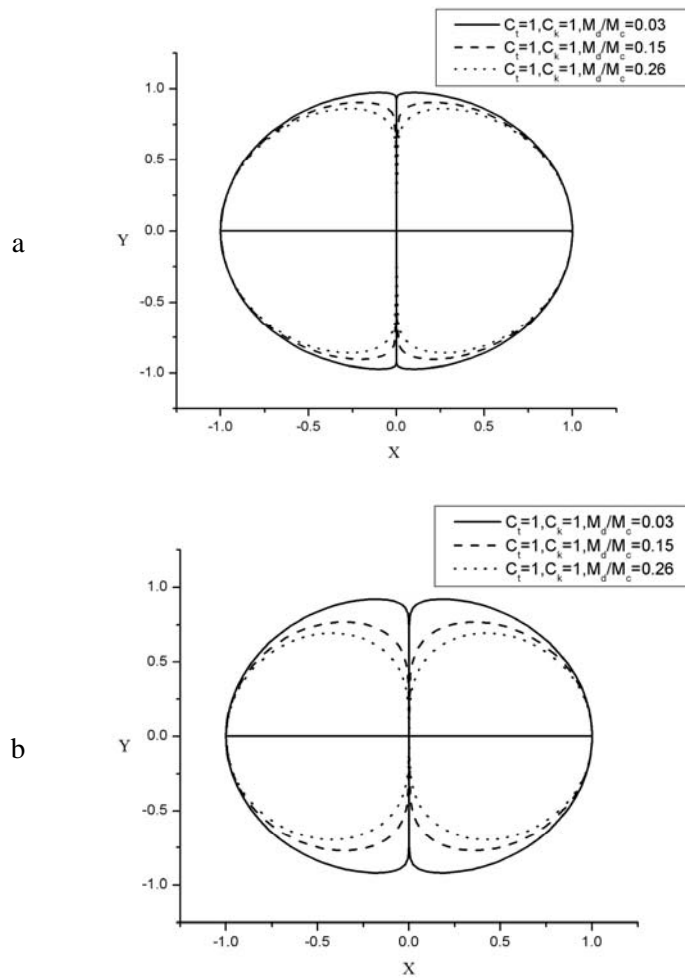 C_t=1,C_k=1,M_d/M_c=0.03
C_t=1,C_k=1,M_d/M_c=0.15
C_t=1,C_k=1,M_d/M_c=0.26
1.0
0.5
a
Y
0.0
-0.5
-1.0
-1.0 -0.5 0.0 0.5 1.0
X
C_t=1,C_k=1,M_d/M_c=0.03
C_t=1,C_k=1,M_d/M_c=0.15
C_t=1,C_k=1,M_d/M_c=0.26
1.0
0.5
b
Y
0.0
-0.5
-1.0
-1.0 -0.5 0.0 0.5 1.0
X